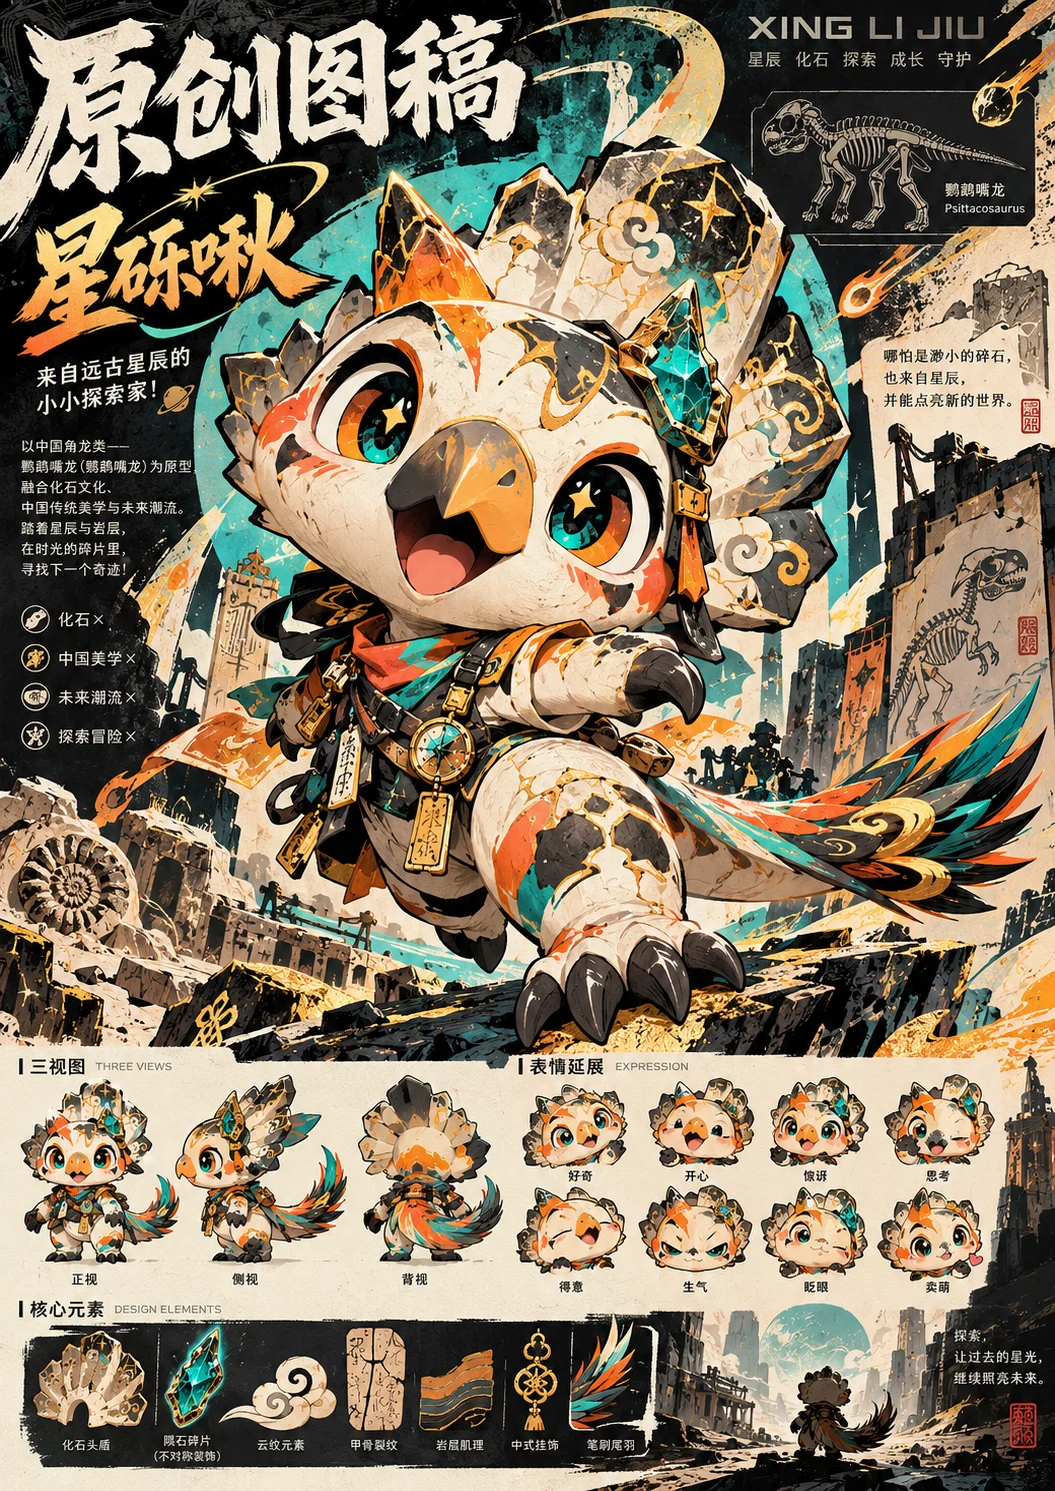 原创图稿
XING LI JIU
星辰 化石 探索 成长 守护
鹦鹉嘴龙
Psittacosaurus
星砾啾
来自远古星辰的
小小探索家！
哪怕是渺小的碎石，
也来自星辰，
并能点亮新的世界。
以中国角龙类——
鹦鹉嘴龙（鹦鹉嘴龙）为原型
融合化石文化、
中国传统美学与未来潮流。
踏着星辰与岩层，
在时光的碎片里，
寻找下一个奇迹！
化石×
中国美学×
未来潮流×
探索冒险×
三视图 THREE VIEWS
正视
侧视
背视
表情延展 EXPRESSION
好奇
开心
惊讶
思考
得意
生气
眨眼
卖萌
核心元素 DESIGN ELEMENTS
化石头盾
陨石碎片
（不对称装饰）
云纹元素
甲骨裂纹
岩层肌理
中式挂饰
笔刷尾羽
探索，
让过去的星光，
继续照亮未来。